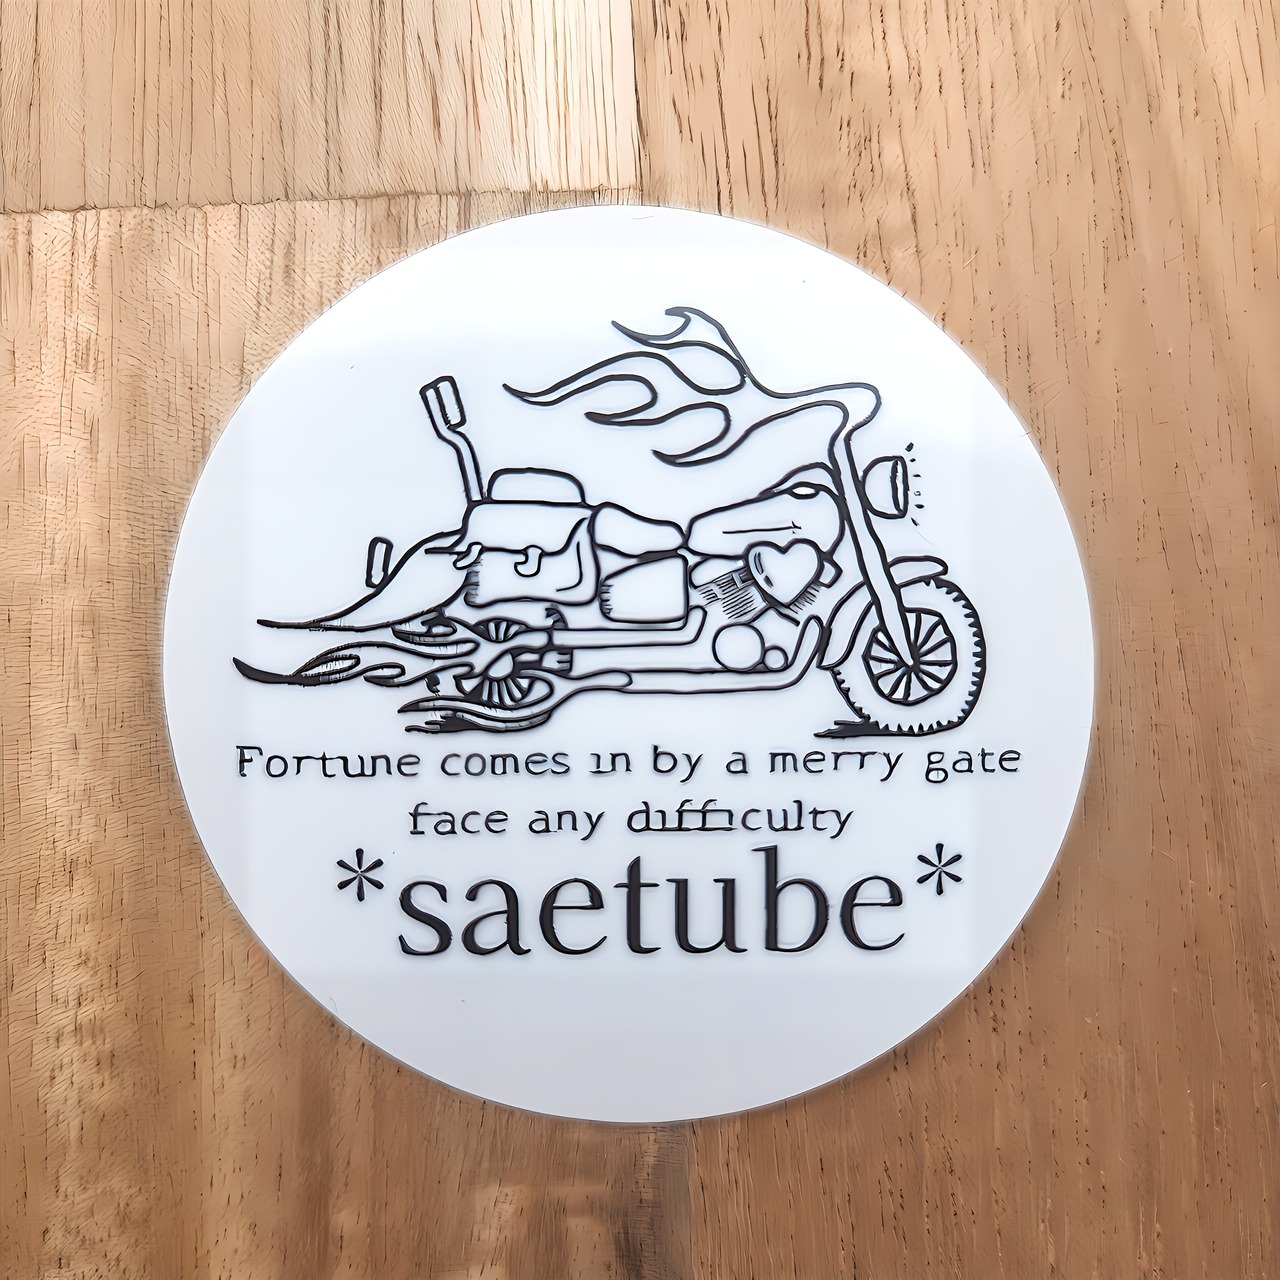 Fortune comes in by a merry gate
face any difficulty
*saetube*